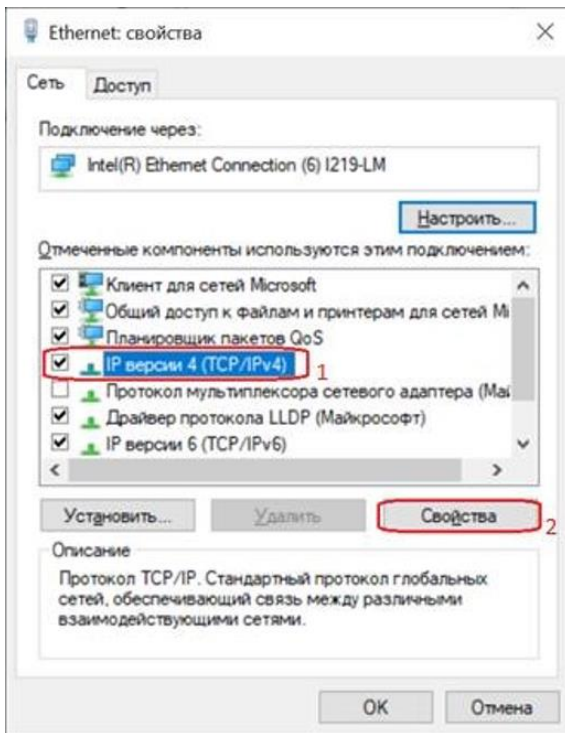 Ethernet: свойства
Сеть Доступ
Подключение через:
Intel(R) Ethernet Connection (6) I219-LM
Настроить...
Отмеченные компоненты используются этим подключением:
Клиент для сетей Microsoft
Общий доступ к файлам и принтерам для сетей Mi
Планировщик пакетов QoS
IP версии 4 (TCP/IPv4) 1
Протокол мультиплексора сетевого адаптера (Май
Драйвер протокола LLDP (Майкрософт)
IP версии 6 (TCP/IPv6)
Установить... Удалить Свойства 2
Описание
Протокол TCP/IP. Стандартный протокол глобальных
сетей, обеспечивающий связь между различными
взаимодействующими сетями.
OK Отмена